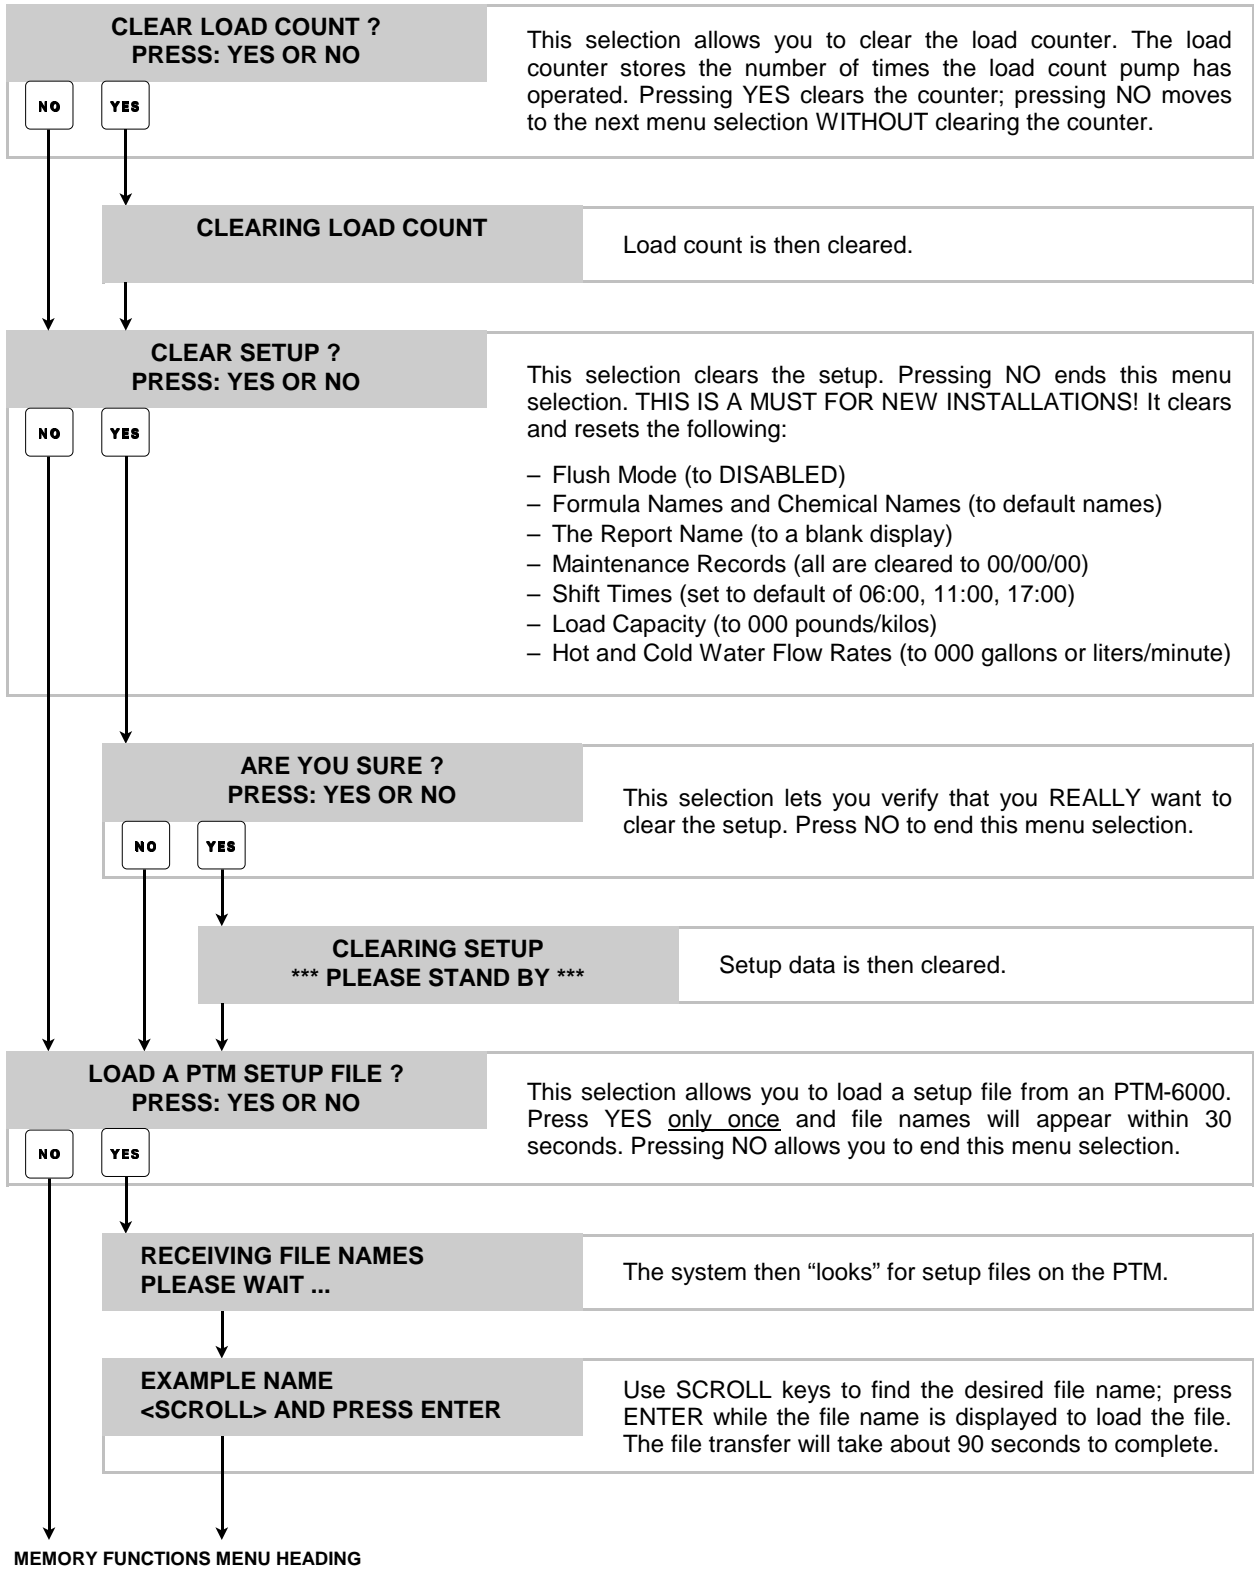 CLEAR LOAD COUNT ?
PRESS: YES OR NO
This selection allows you to clear the load counter. The load
counter stores the number of times the load count pump has
operated. Pressing YES clears the counter; pressing NO moves
to the next menu selection WITHOUT clearing the counter.
NO YES
CLEARING LOAD COUNT
Load count is then cleared.
CLEAR SETUP ?
PRESS: YES OR NO
This selection clears the setup. Pressing NO ends this menu
selection. THIS IS A MUST FOR NEW INSTALLATIONS! It clears
and resets the following:
NO YES
– Flush Mode (to DISABLED)
– Formula Names and Chemical Names (to default names)
– The Report Name (to a blank display)
– Maintenance Records (all are cleared to 00/00/00)
– Shift Times (set to default of 06:00, 11:00, 17:00)
– Load Capacity (to 000 pounds/kilos)
– Hot and Cold Water Flow Rates (to 000 gallons or liters/minute)
ARE YOU SURE ?
PRESS: YES OR NO
This selection lets you verify that you REALLY want to
clear the setup. Press NO to end this menu selection.
NO YES
CLEARING SETUP
*** PLEASE STAND BY ***
Setup data is then cleared.
LOAD A PTM SETUP FILE ?
PRESS: YES OR NO
This selection allows you to load a setup file from an PTM-6000.
Press YES only once and file names will appear within 30
seconds. Pressing NO allows you to end this menu selection.
NO YES
RECEIVING FILE NAMES
PLEASE WAIT ...
The system then “looks” for setup files on the PTM.
EXAMPLE NAME
<SCROLL> AND PRESS ENTER
Use SCROLL keys to find the desired file name; press
ENTER while the file name is displayed to load the file.
The file transfer will take about 90 seconds to complete.
MEMORY FUNCTIONS MENU HEADING